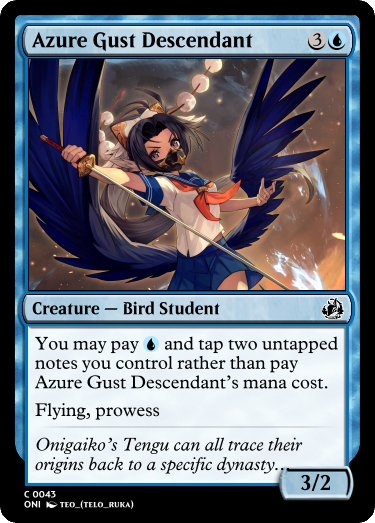 Azure Gust Descendant 3
Creature — Bird Student
You may pay and tap two untapped
notes you control rather than pay
Azure Gust Descendant's mana cost.
Flying, prowess
Onigaiko's Tengu can all trace their
origins back to a specific dynasty...
3/2
C 0043
ONI TEO_(TELO_RUKA)